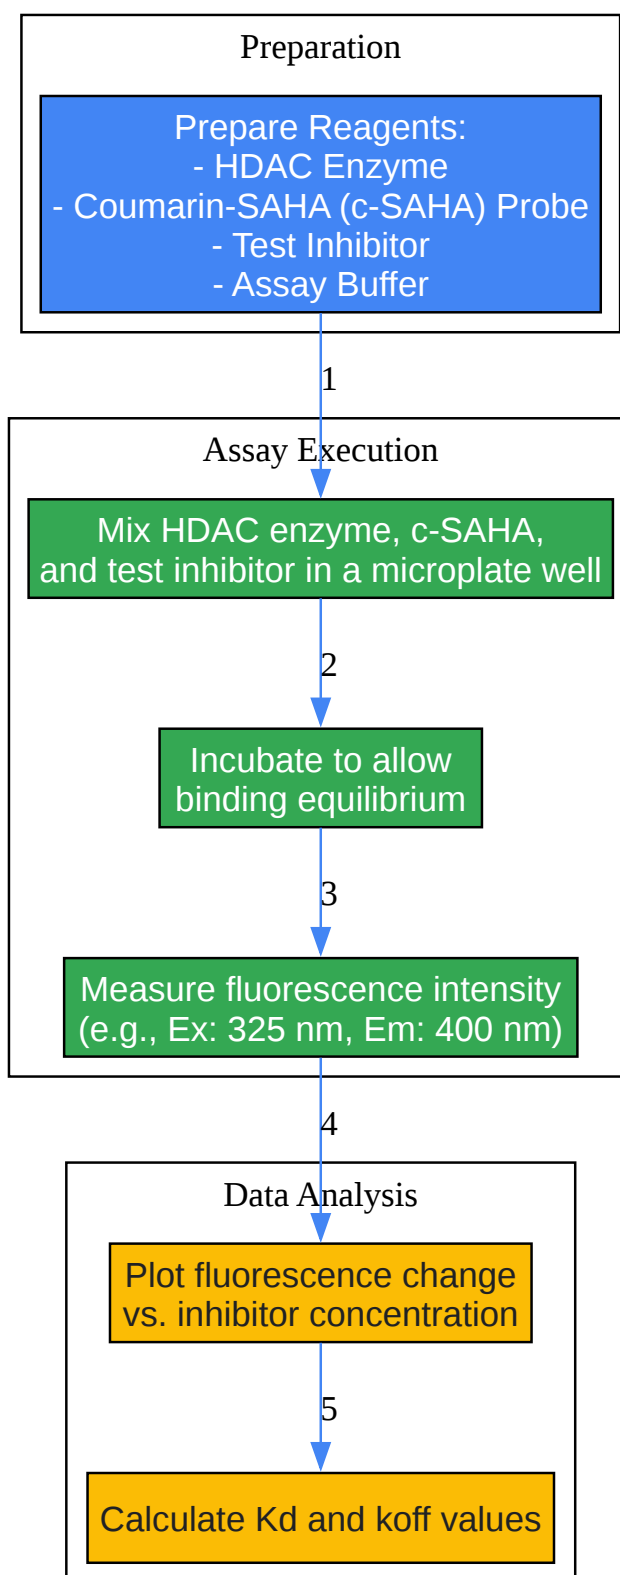 Preparation
Prepare Reagents:
- HDAC Enzyme
- Coumarin-SAHA (c-SAHA) Probe
- Test Inhibitor
- Assay Buffer
1
Assay Execution
Mix HDAC enzyme, c-SAHA,
and test inhibitor in a microplate well
2
Incubate to allow
binding equilibrium
3
Measure fluorescence intensity
(e.g., Ex: 325 nm, Em: 400 nm)
4
Data Analysis
Plot fluorescence change
vs. inhibitor concentration
5
Calculate Kd and koff values